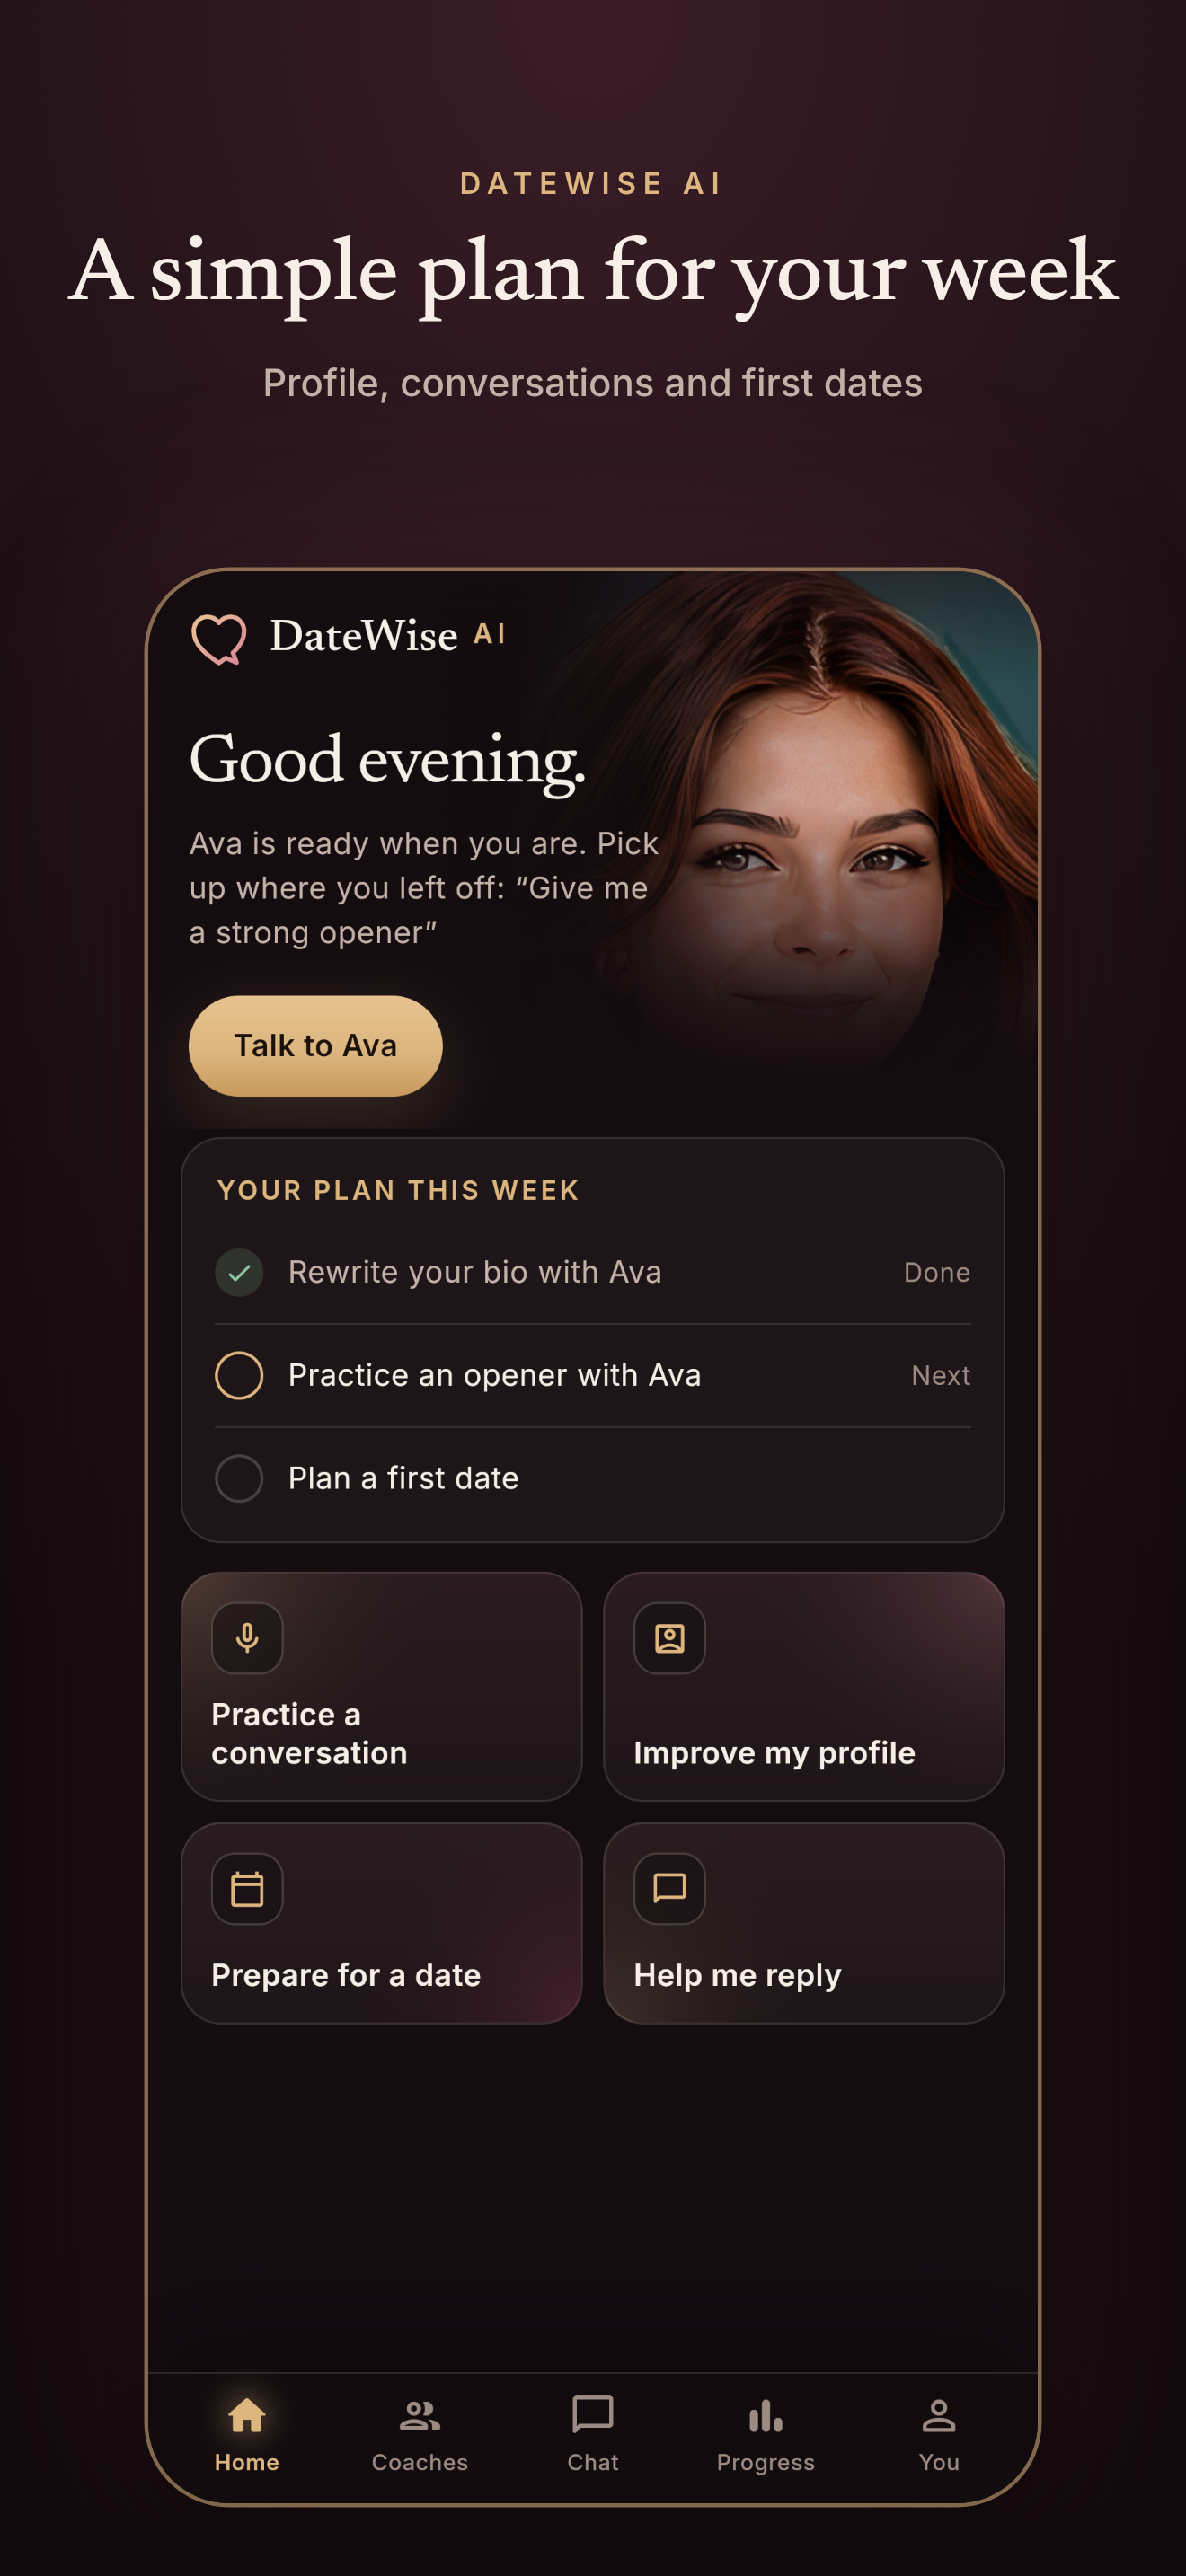 DATEWISE AI
A simple plan for your week
Profile, conversations and first dates
DateWise AI
Good evening.
Ava is ready when you are. Pick
up where you left off: “Give me
a strong opener”
Talk to Ava
YOUR PLAN THIS WEEK
Rewrite your bio with Ava Done
Practice an opener with Ava Next
Plan a first date
Practice a
conversation
Improve my profile
Prepare for a date
Help me reply
Home Coaches Chat Progress You